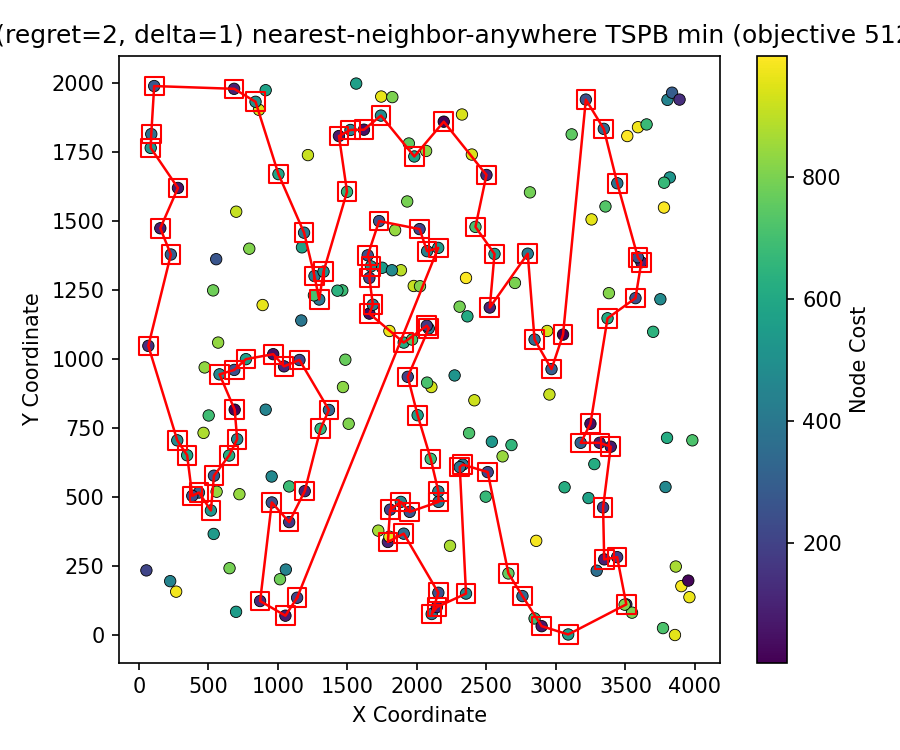 (regret=2, delta=1) nearest-neighbor-anywhere TSPB min (objective 512
2000
1750
1500
1250
1000
750
500
250
0
Y Coordinate
0 500 1000 1500 2000 2500 3000 3500 4000
X Coordinate
800
600
400
200
Node Cost